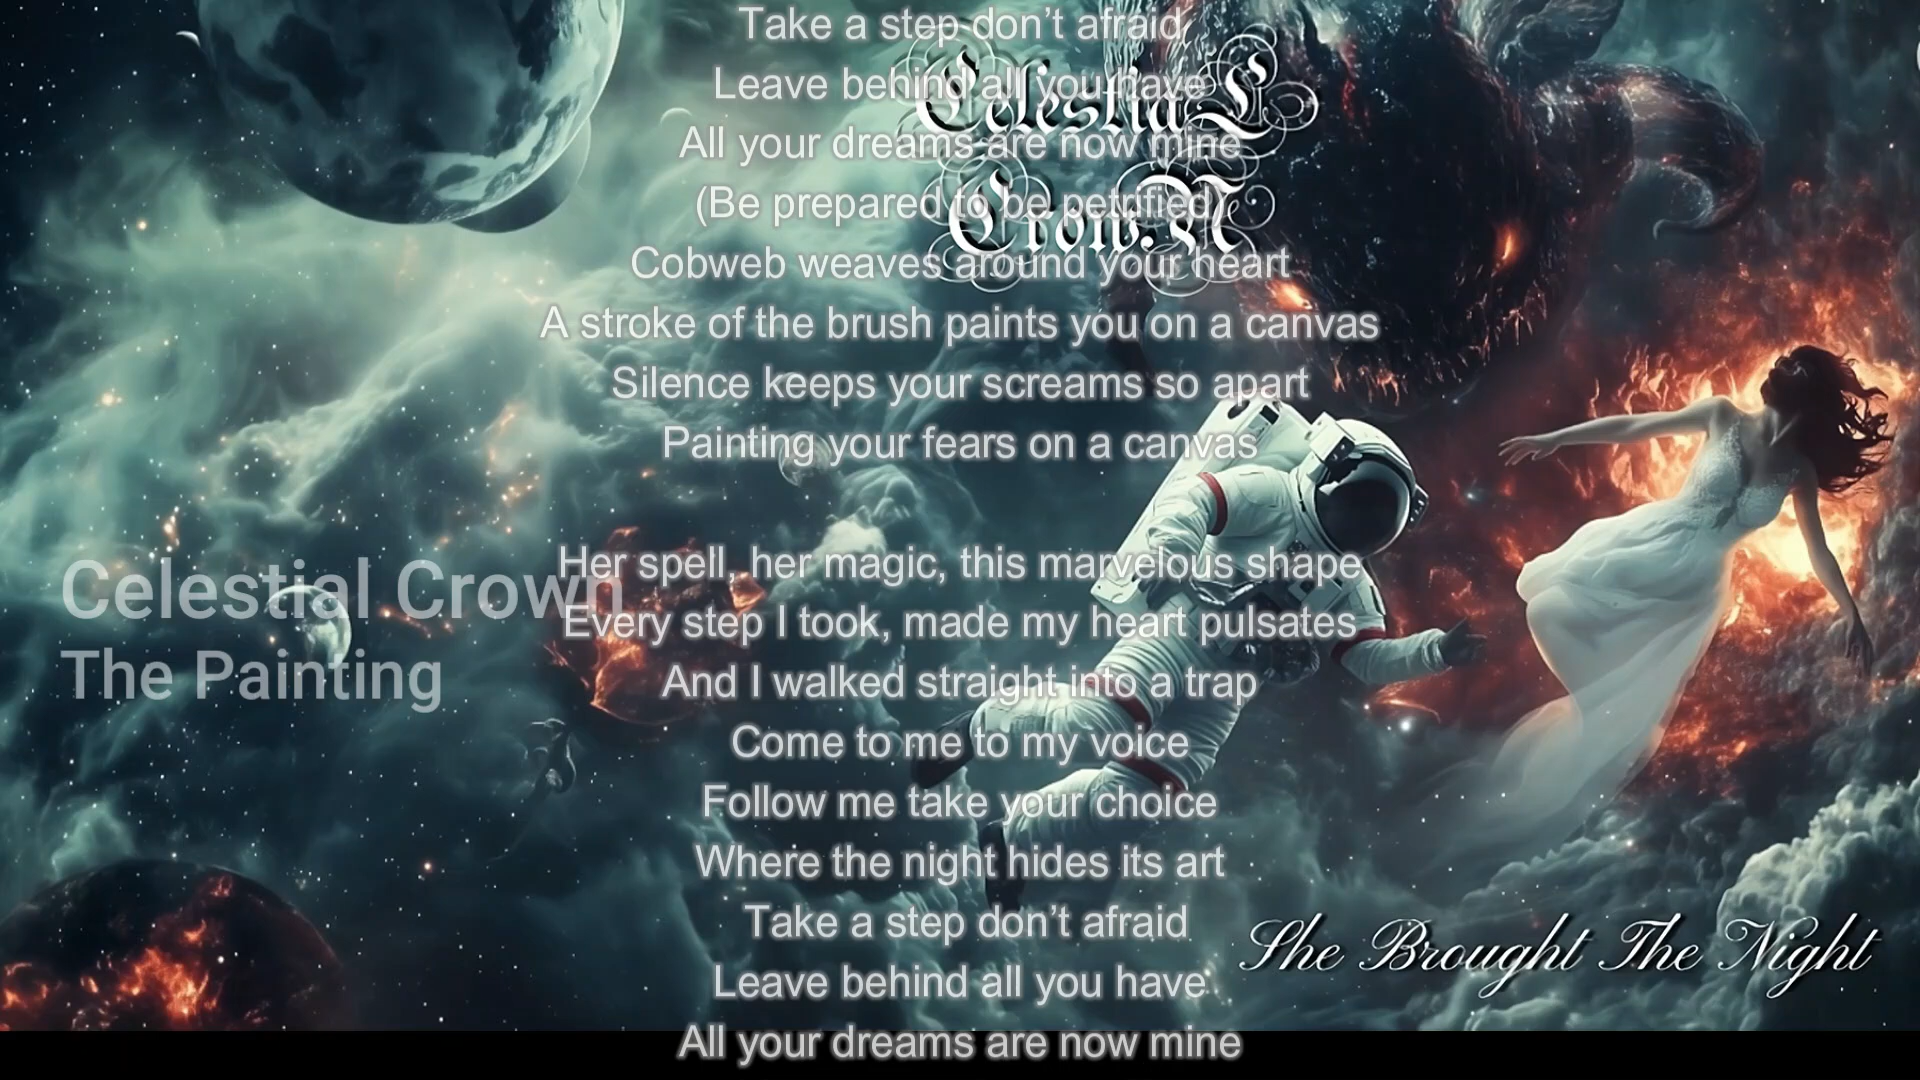 Take a step don’t afraid
Leave behind all you have
All your dreams are now mine
(Be prepared to be petrified)
Cobweb weaves around your heart
A stroke of the brush paints you on a canvas
Silence keeps your screams so apart
Painting your fears on a canvas
Her spell, her magic, this marvelous shape
Every step I took, made my heart pulsates
And I walked straight into a trap
Come to me to my voice
Follow me take your choice
Where the night hides its art
Take a step don’t afraid
Leave behind all you have
All your dreams are now mine
Celestial
Crown
Celestial Crown
The Painting
She Brought The Night